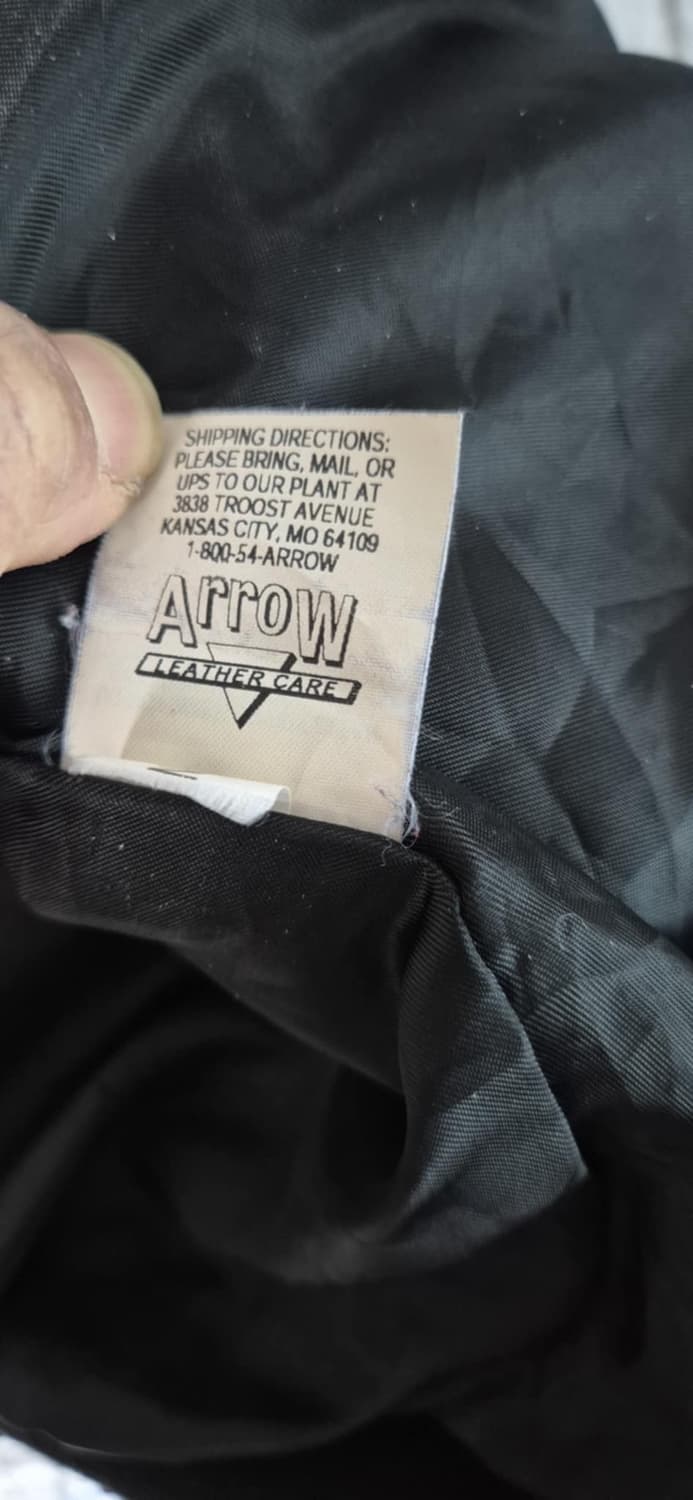 SHIPPING DIRECTIONS:
PLEASE BRING, MAIL, OR
UPS TO OUR PLANT AT
3838 TROOST AVENUE
KANSAS CITY, MO 64109
1-800-54-ARROW
ArroW
LEATHER CARE